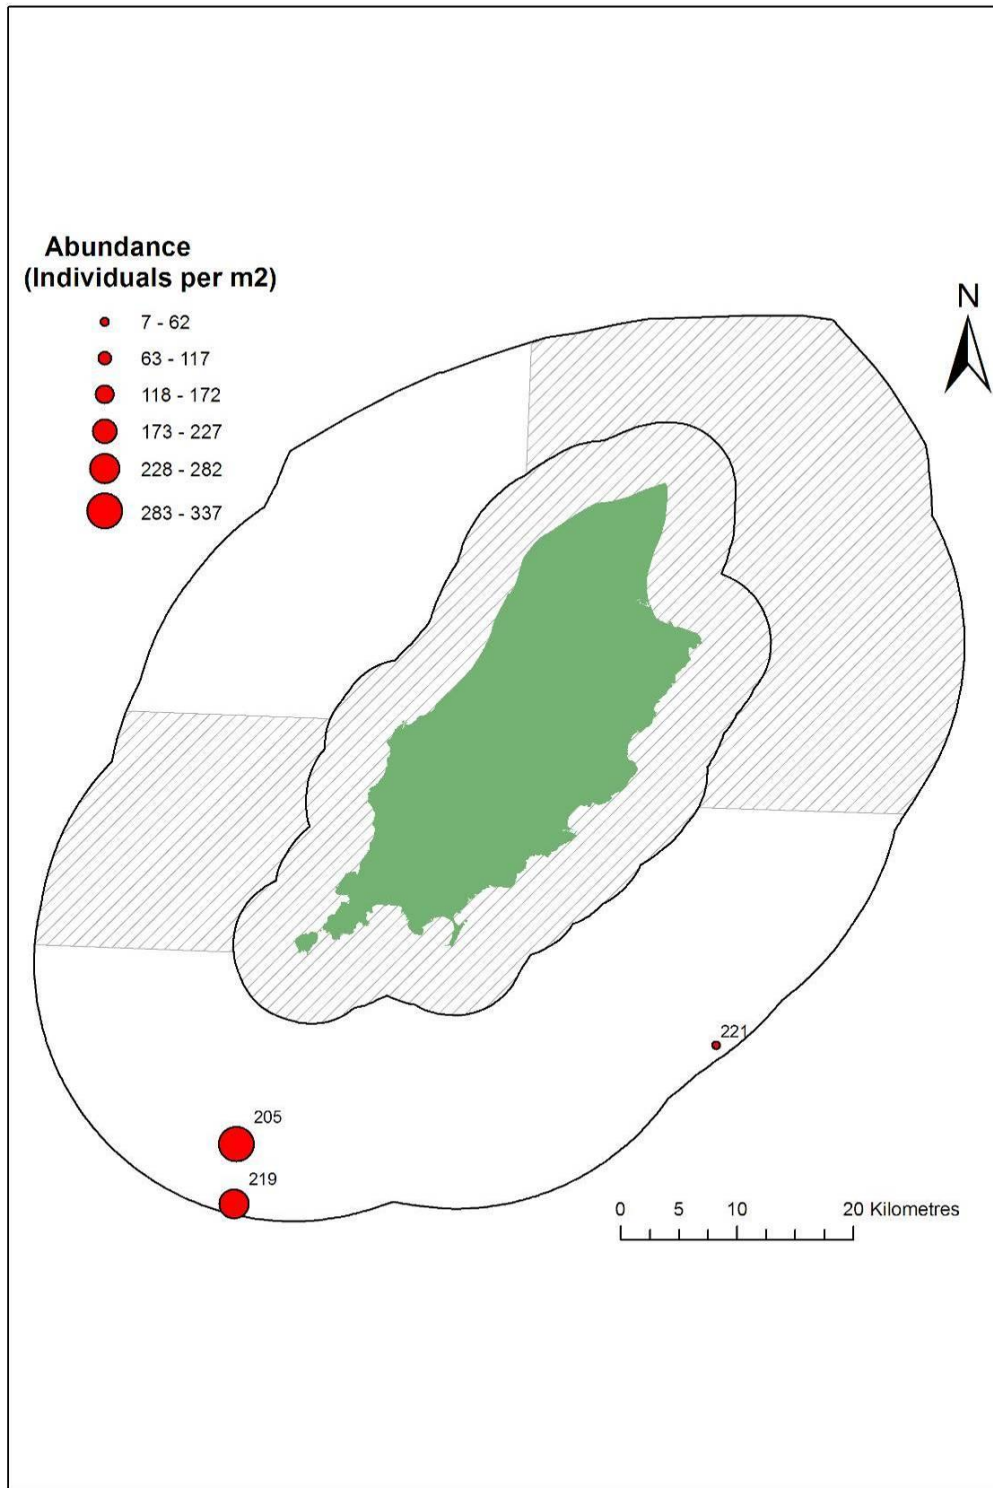 Abundance
(Individuals per m2)
7 - 62
63 - 117
118 - 172
173 - 227
228 - 282
283 - 337
N
221
205
219
0 5 10 20 Kilometres